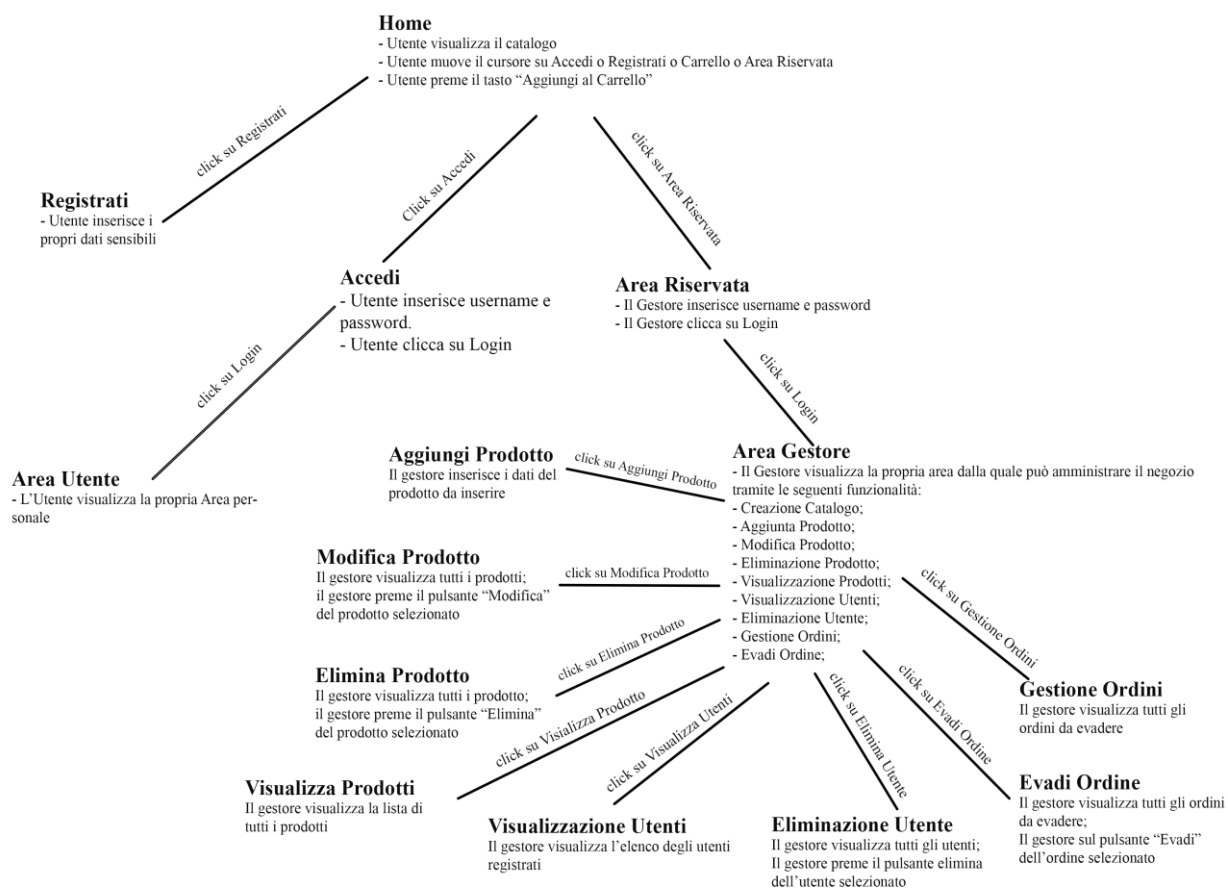 Home
- Utente visualizza il catalogo
- Utente muove il cursore su Accedi o Registrati o Carrello o Area Riservata
- Utente preme il tasto “Aggiungi al Carrello”
click su Registrati
Click su Accedi
click su Area Riservata
Registrati
- Utente inserisce i
propri dati sensibili
Accedi
- Utente inserisce username e
password.
- Utente clicca su Login
Area Riservata
- Il Gestore inserisce username e password
- Il Gestore clicca su Login
click su Login
click su Login
Area Utente
- L’Utente visualizza la propria Area per-
sonale
Aggiungi Prodotto
Il gestore inserisce i dati del
prodotto da inserire
click su Aggiungi Prodotto
Area Gestore
- Il Gestore visualizza la propria area dalla quale può amministrare il negozio
tramite le seguenti funzionalità:
- Creazione Catalogo;
- Aggiunta Prodotto;
- Modifica Prodotto;
- Eliminazione Prodotto;
- Visualizzazione Prodotti;
- Visualizzazione Utenti;
- Eliminazione Utente;
- Gestione Ordini;
- Evadi Ordine;
Modifica Prodotto
Il gestore visualizza tutti i prodotti;
il gestore preme il pulsante “Modifica”
del prodotto selezionato
click su Modifica Prodotto
click su Gestione Ordini
Elimina Prodotto
Il gestore visualizza tutti i prodotto;
il gestore preme il pulsante “Elimina”
del prodotto selezionato
click su Elimina Prodotto
Gestione Ordini
Il gestore visualizza tutti gli
ordini da evadere
click su Visializza Prodotto
click su Visualizza Utenti
click su Elimina Utente
click su Evadi Ordine
Visualizza Prodotti
Il gestore visualizza la lista di
tutti i prodotti
Visualizzazione Utenti
Il gestore visualizza l’elenco degli utenti
registrati
Eliminazione Utente
Il gestore visualizza tutti gli utenti;
Il gestore preme il pulsante elimina
dell’utente selezionato
Evadi Ordine
Il gestore visualizza tutti gli ordini
da evadere;
Il gestore sul pulsante “Evadi”
dell’ordine selezionato